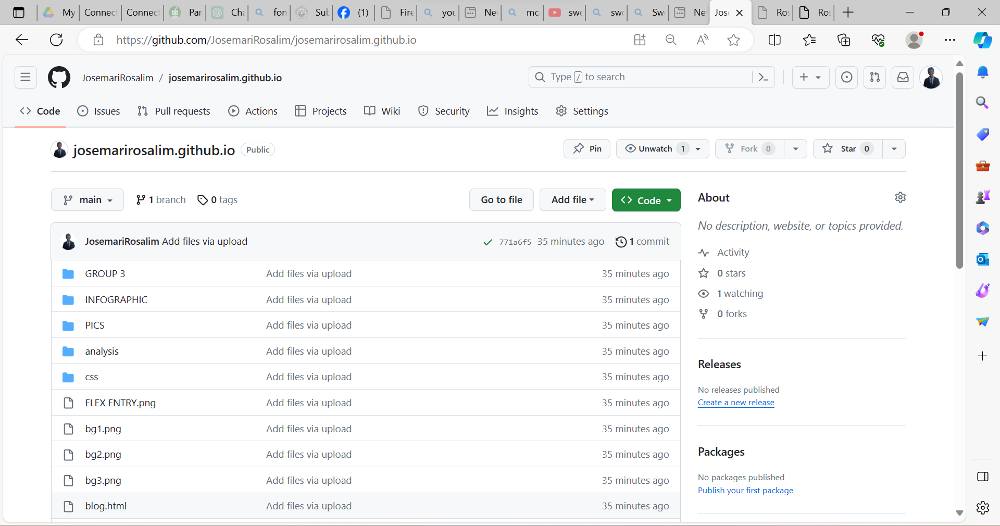 My Connect Connect Par Cha fon Sub (1) Fire you Nev mca swo swo Sw Ne Jos Ros Ros
https://github.com/JosemariRosalim/josemarirosalim.github.io
JosemariRosalim / josemarirosalim.github.io Type / to search
Code Issues Pull requests Actions Projects Wiki Security Insights Settings
josemarirosalim.github.io Public Pin Unwatch 1 Fork 0 Star 0
main 1 branch 0 tags Go to file Add file Code About
No description, website, or topics provided.
JosemariRosalim Add files via upload 771a6f5 35 minutes ago 1 commit
Activity
GROUP 3 Add files via upload 35 minutes ago
0 stars
1 watching
INFOGRAPHIC Add files via upload 35 minutes ago
0 forks
PICS Add files via upload 35 minutes ago
analysis Add files via upload 35 minutes ago
Releases
css Add files via upload 35 minutes ago
No releases published
Create a new release
FLEX ENTRY.png Add files via upload 35 minutes ago
bg1.png Add files via upload 35 minutes ago
Packages
bg2.png Add files via upload 35 minutes ago
No packages published
bg3.png Add files via upload 35 minutes ago
Publish your first package
blog.html Add files via upload 35 minutes ago